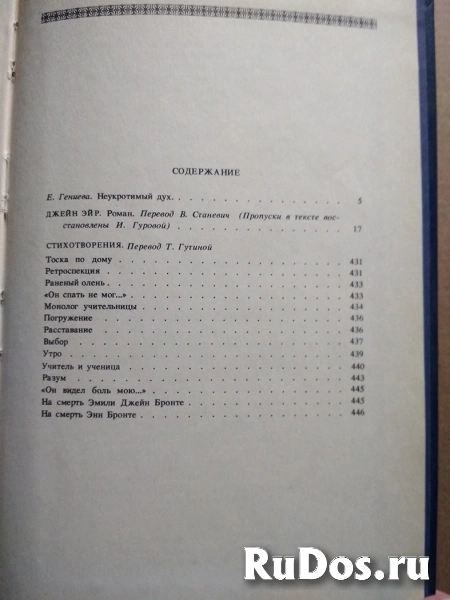 СОДЕРЖАНИЕ
Е. Гениева. Неукротимый дух. . . . . . . . . . . . . 5
ДЖЕЙН ЭЙР. Роман. Перевод В. Станевич (Пропуски в тексте вос-
становлены И. Гуровой) . . . . . . . . . . . . . 17
СТИХОТВОРЕНИЯ. Перевод Т. Гутиной
Тоска по дому . . . . . . . . . . . . . 431
Ретроспекция . . . . . . . . . . . . . 431
Раненый олень . . . . . . . . . . . . . 433
«Он спать не мог...» . . . . . . . . . . . . . 433
Монолог учительницы . . . . . . . . . . . . . 434
Погружение . . . . . . . . . . . . . 436
Расставание . . . . . . . . . . . . . 436
Выбор . . . . . . . . . . . . . 437
Утро . . . . . . . . . . . . . 439
Учитель и ученица . . . . . . . . . . . . . 440
Разум . . . . . . . . . . . . . 443
«Он видел боль мою...» . . . . . . . . . . . . . 445
На смерть Эмили Джейн Бронте . . . . . . . . . . . . . 445
На смерть Энн Бронте . . . . . . . . . . . . . 446
RuDos.ru